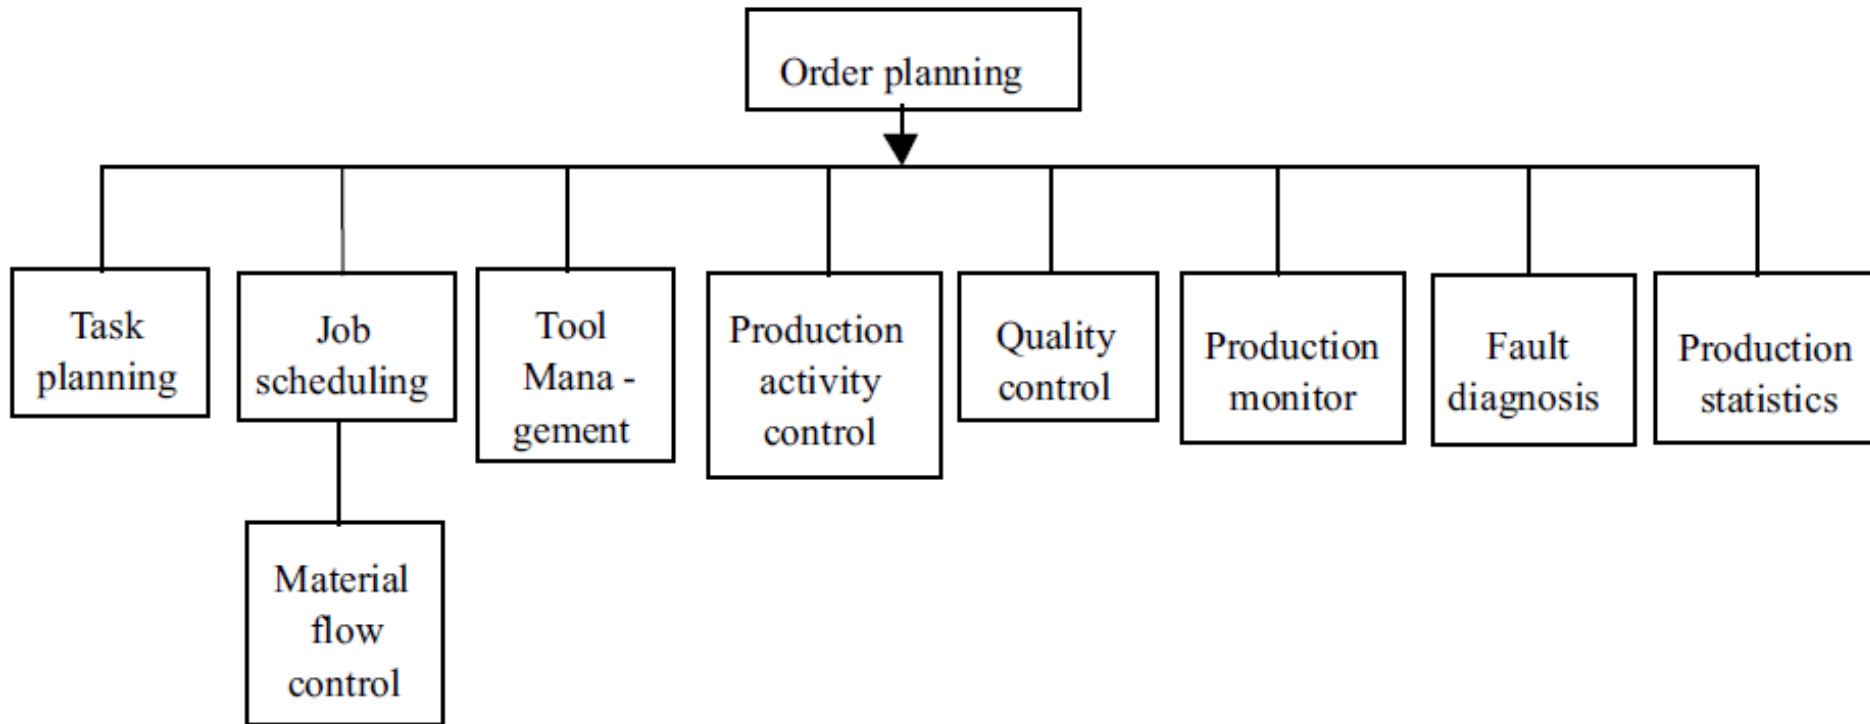 Order planning
Task
planning
Job
scheduling
Tool
Mana -
gement
Production
activity
control
Quality
control
Production
monitor
Fault
diagnosis
Production
statistics
Material
flow
control